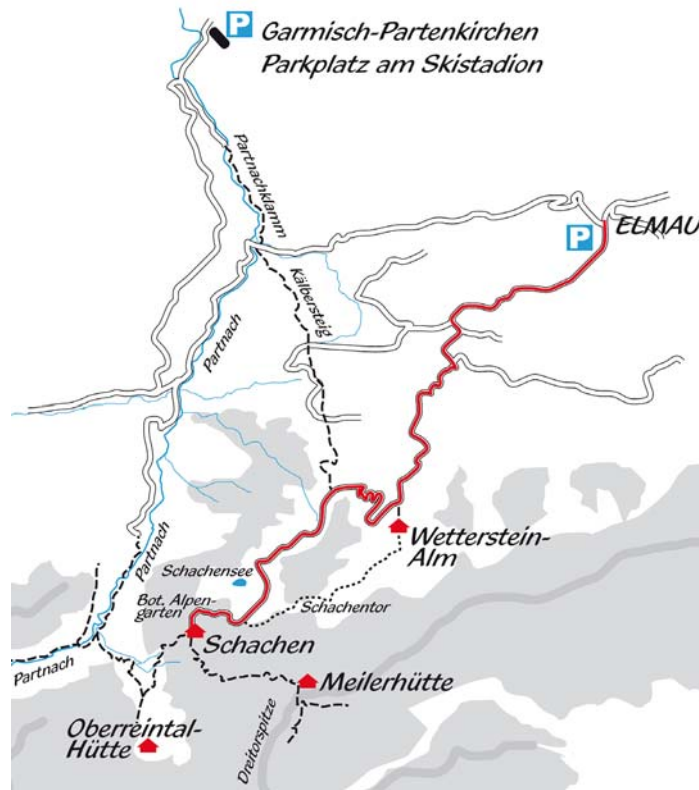 P
Garmisch-Partenkirchen
Parkplatz am Skistadion
Partnachklamm
P
ELMAU
Kälbersteig
Partnach
Wetterstein-
Alm
Partnach
Schachensee
Bot. Alpen-
garten
Schachentor
Schachen
Partnach
Meilerhütte
Dreitorspitze
Oberreintal-
Hütte